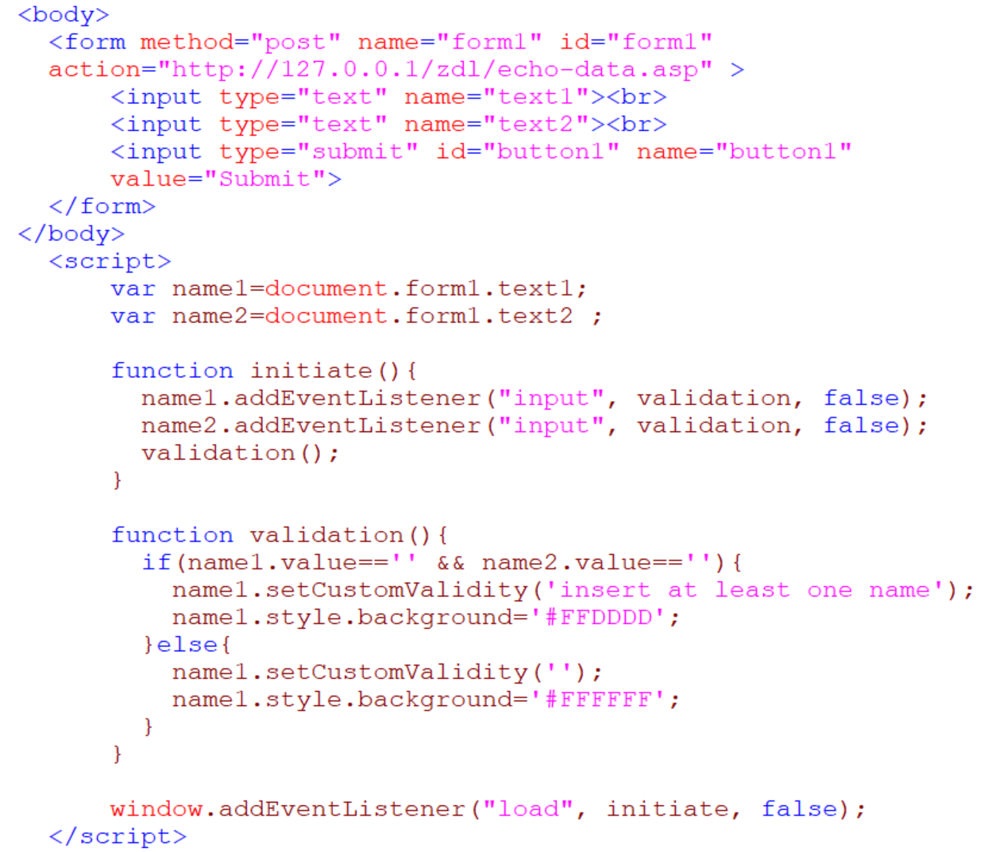 <body>
<form method="post" name="form1" id="form1"
action="http://127.0.0.1/zdl/echo-data.asp" >
<input type="text" name="text1"><br>
<input type="text" name="text2"><br>
<input type="submit" id="button1" name="button1"
value="Submit">
</form>
</body>
<script>
var name1=document.form1.text1;
var name2=document.form1.text2 ;
function initiate(){
name1.addEventListener("input", validation, false);
name2.addEventListener("input", validation, false);
validation();
}
function validation(){
if(name1.value=='' && name2.value==''){
name1.setCustomValidity('insert at least one name');
name1.style.background='#FFDDDD';
}else{
name1.setCustomValidity('');
name1.style.background='#FFFFFF';
}
}
window.addEventListener("load", initiate, false);
</script>